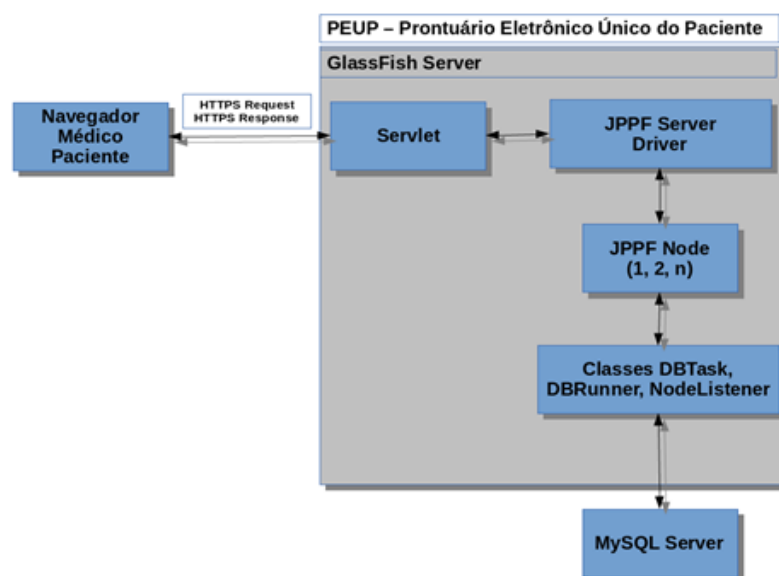 PEUP – Prontuário Eletrônico Único do Paciente
GlassFish Server
Navegador
Médico
Paciente
HTTPS Request
HTTPS Response
Servlet
JPPF Server
Driver
JPPF Node
(1, 2, n)
Classes DBTask,
DBRunner, NodeListener
MySQL Server